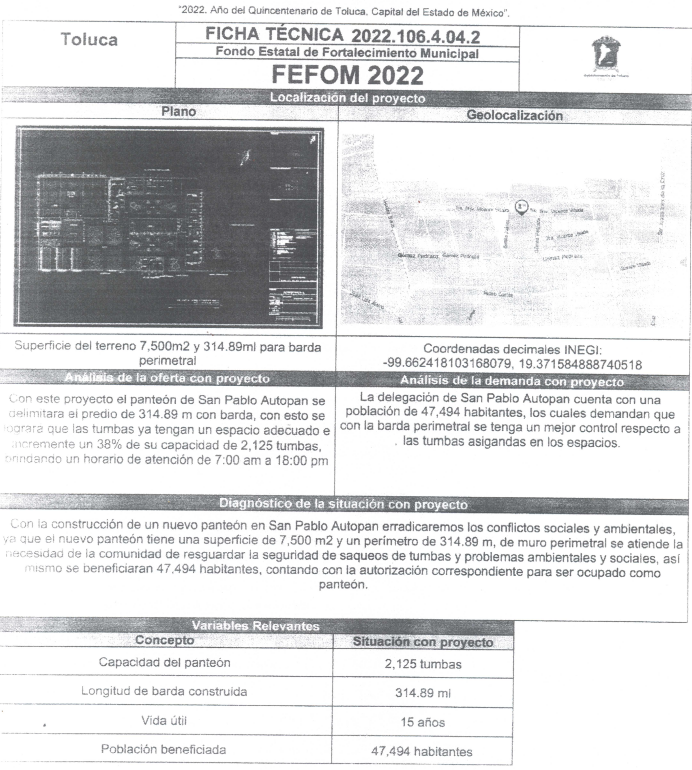 "2022. Año del Quincentenario de Toluca, Capital del Estado de México".
Toluca
FICHA TÉCNICA 2022.106.4.04.2
Fondo Estatal de Fortalecimiento Municipal
FEFOM 2022
Localización del proyecto
Plano
Geolocalización
Gómez Pedraza
Gómez Pedraza
Superficie del terreno 7,500m2 y 314.89ml para barda
perimetral
Coordenadas decimales INEGI:
-99.662418103168079, 19.371584888740518
Análisis de la oferta con proyecto
Con este proyecto el panteón de San Pablo Autopan se
delimitara el predio de 314.89 m con barda, con esto se
lograra que las tumbas ya tengan un espacio adecuado e
incremente un 38% de su capacidad de 2,125 tumbas,
brindando un horario de atención de 7:00 am a 18:00 pm
Análisis de la demanda con proyecto
La delegación de San Pablo Autopan cuenta con una
población de 47,494 habitantes, los cuales demandan que
con la barda perimetral se tenga un mejor control respecto a
las tumbas asigandas en los espacios.
Diagnóstico de la situación con proyecto
Con la construcción de un nuevo panteón en San Pablo Autopan erradicaremos los conflictos sociales y ambientales,
ya que el nuevo panteón tiene una superficie de 7,500 m2 y un perímetro de 314.89 m, de muro perimetral se atiende la
necesidad de la comunidad de resguardar la seguridad de saqueos de tumbas y problemas ambientales y sociales, así
mismo se beneficiaran 47,494 habitantes, contando con la autorización correspondiente para ser ocupado como
panteón.
Variables Relevantes
Concepto
Situación con proyecto
Capacidad del panteón
2,125 tumbas
Longitud de barda construida
314.89 ml
Vida útil
15 años
Población beneficiada
47,494 habitantes